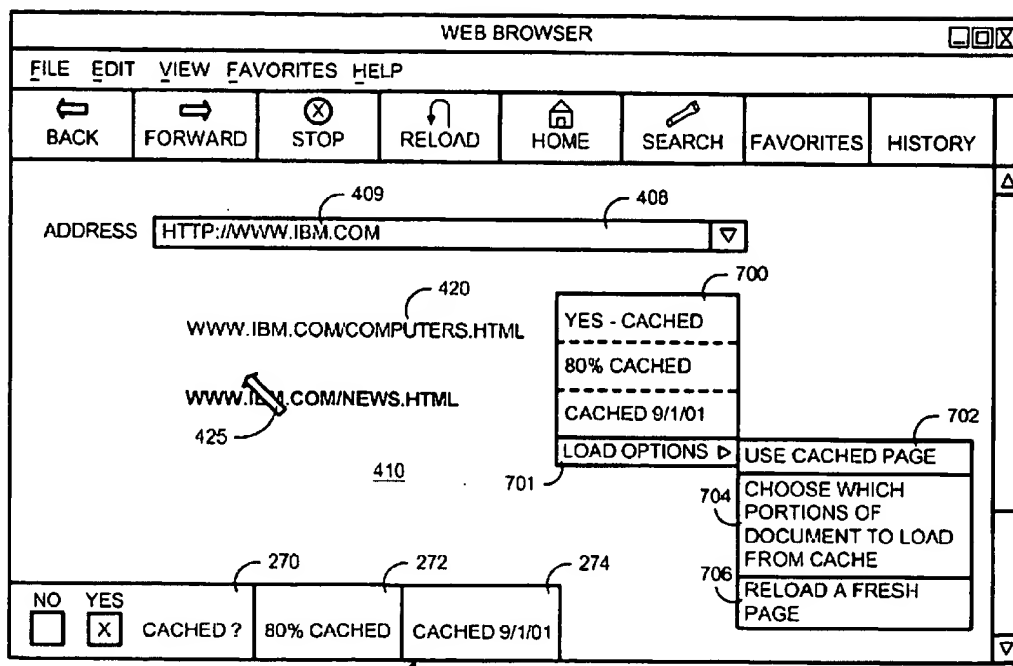 WEB BROWSER
FILE EDIT VIEW FAVORITES HELP
BACK FORWARD STOP RELOAD HOME SEARCH FAVORITES HISTORY
409
408
ADDRESS HTTP://WWW.IBM.COM
700
420
YES - CACHED
WWW.IBM.COM/COMPUTERS.HTML
80% CACHED
WWW.IBM.COM/NEWS.HTML
CACHED 9/1/01
702
425
LOAD OPTIONS
USE CACHED PAGE
410
701
704
CHOOSE WHICH
PORTIONS OF
DOCUMENT TO LOAD
FROM CACHE
270
272
274
706
RELOAD A FRESH
PAGE
NO YES
X
CACHED ?
80% CACHED
CACHED 9/1/01